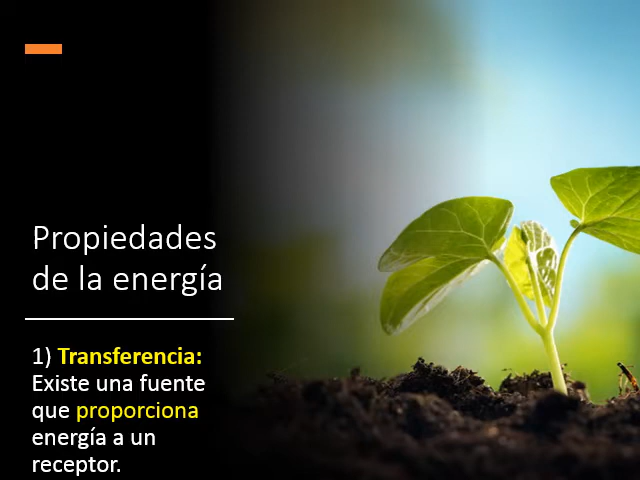 Propiedades
de la energía
1) Transferencia:
Existe una fuente
que proporciona
energía a un
receptor.